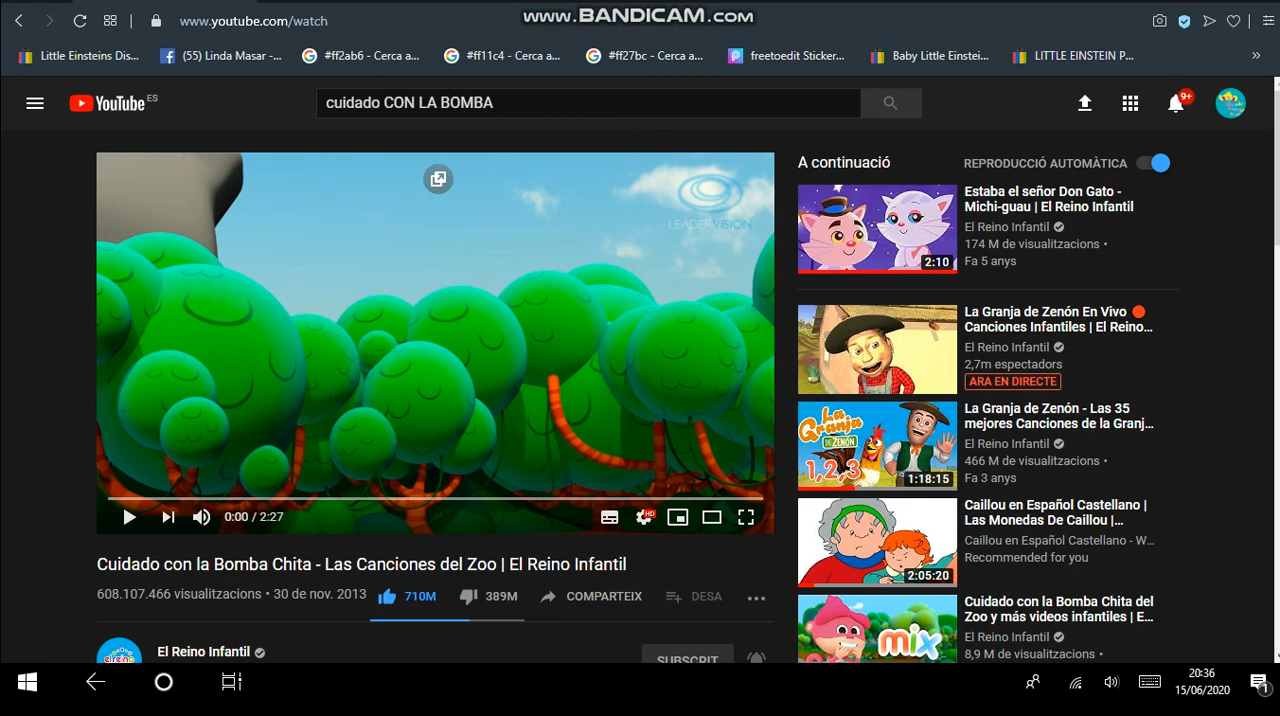 www.youtube.com/watch
www.BANDICAM.com
Little Einsteins Dis...
(55) Linda Masar -...
#ff2ab6 - Cerca a...
#ff11c4 - Cerca a...
#ff27bc - Cerca a...
freetoedit Sticker...
Baby Little Einstei...
LITTLE EINSTEIN P...
YouTube ES
cuidado CON LA BOMBA
9+
LEADERVISION
0:00 / 2:27
HD
Cuidado con la Bomba Chita - Las Canciones del Zoo | El Reino Infantil
608.107.466 visualitzacions • 30 de nov. 2013
710M
389M
COMPARTEIX
DESA
El Reino Infantil
SUBSCRIT
A continuació
REPRODUCCIÓ AUTOMÀTICA
2:10
Estaba el señor Don Gato -
Michi-guau | El Reino Infantil
El Reino Infantil
174 M de visualitzacions •
Fa 5 anys
La Granja de Zenón En Vivo
Canciones Infantiles | El Reino...
El Reino Infantil
2,7m espectadors
ARA EN DIRECTE
La Granja
DE ZENÓN
1,2,3
1:18:15
La Granja de Zenón - Las 35
mejores Canciones de la Granj...
El Reino Infantil
466 M de visualitzacions •
Fa 3 anys
2:05:20
Caillou en Español Castellano |
Las Monedas De Caillou |...
Caillou en Español Castellano - W...
Recommended for you
mix
Cuidado con la Bomba Chita del
Zoo y más videos infantiles | E...
El Reino Infantil
8,9 M de visualitzacions •
20:36
15/06/2020
1